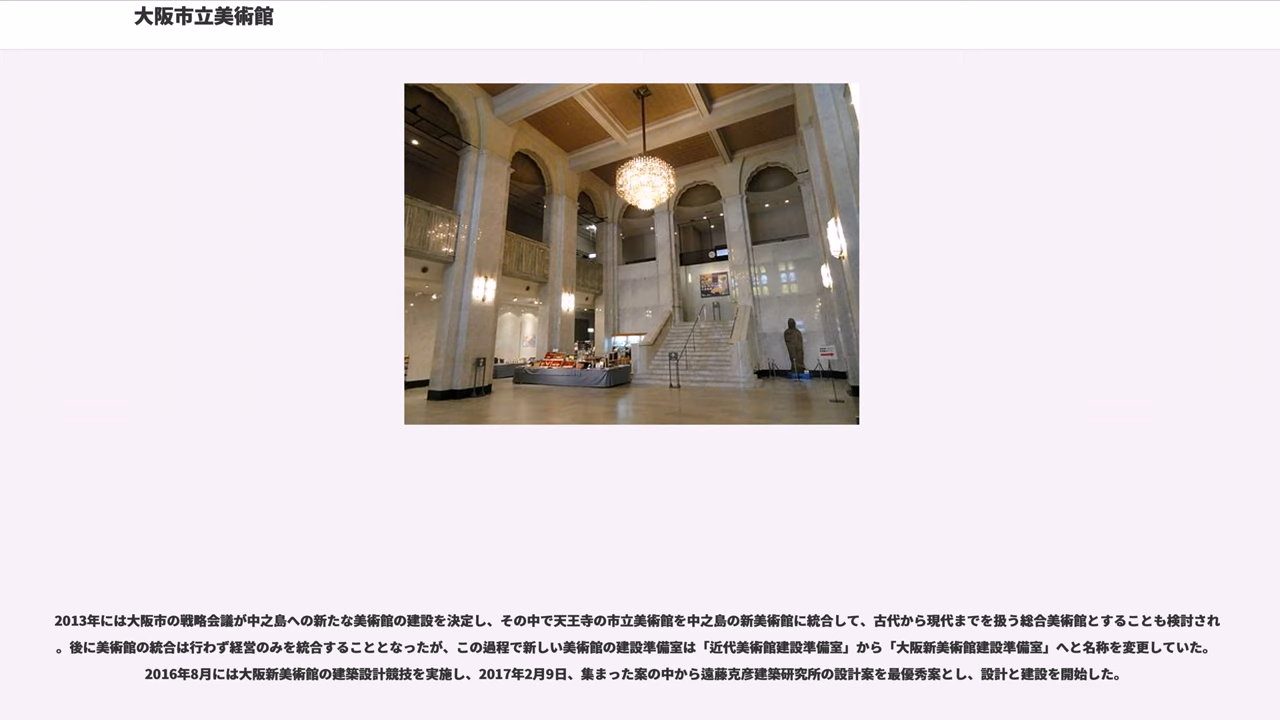 大阪市立美術館
2013年には大阪市の戦略会議が中之島への新たな美術館の建設を決定し、その中で天王寺の市立美術館を中之島の新美術館に統合して、古代から現代までを扱う総合美術館とすることも検討され
。後に美術館の統合は行わず経営のみを統合することとなったが、この過程で新しい美術館の建設準備室は「近代美術館建設準備室」から「大阪新美術館建設準備室」へと名称を変更していた。
2016年8月には大阪新美術館の建築設計競技を実施し、2017年2月9日、集まった案の中から遠藤克彦建築研究所の設計案を最優秀案とし、設計と建設を開始した。